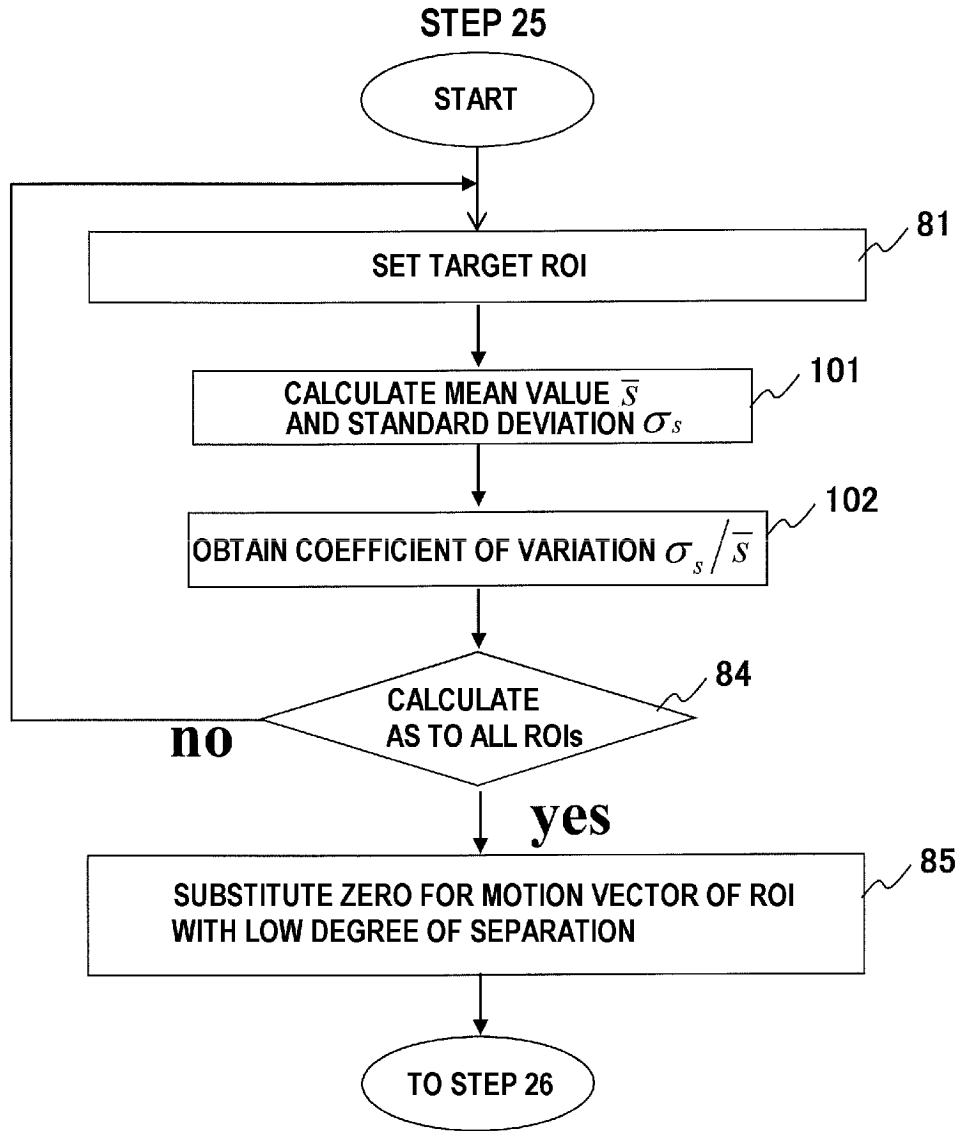 STEP 25
START
81
SET TARGET ROI
101
CALCULATE MEAN VALUE s̅
AND STANDARD DEVIATION σs
102
OBTAIN COEFFICIENT OF VARIATION σs/s̅
84
CALCULATE
AS TO ALL ROIs
no
yes
85
SUBSTITUTE ZERO FOR MOTION VECTOR OF ROI
WITH LOW DEGREE OF SEPARATION
TO STEP 26